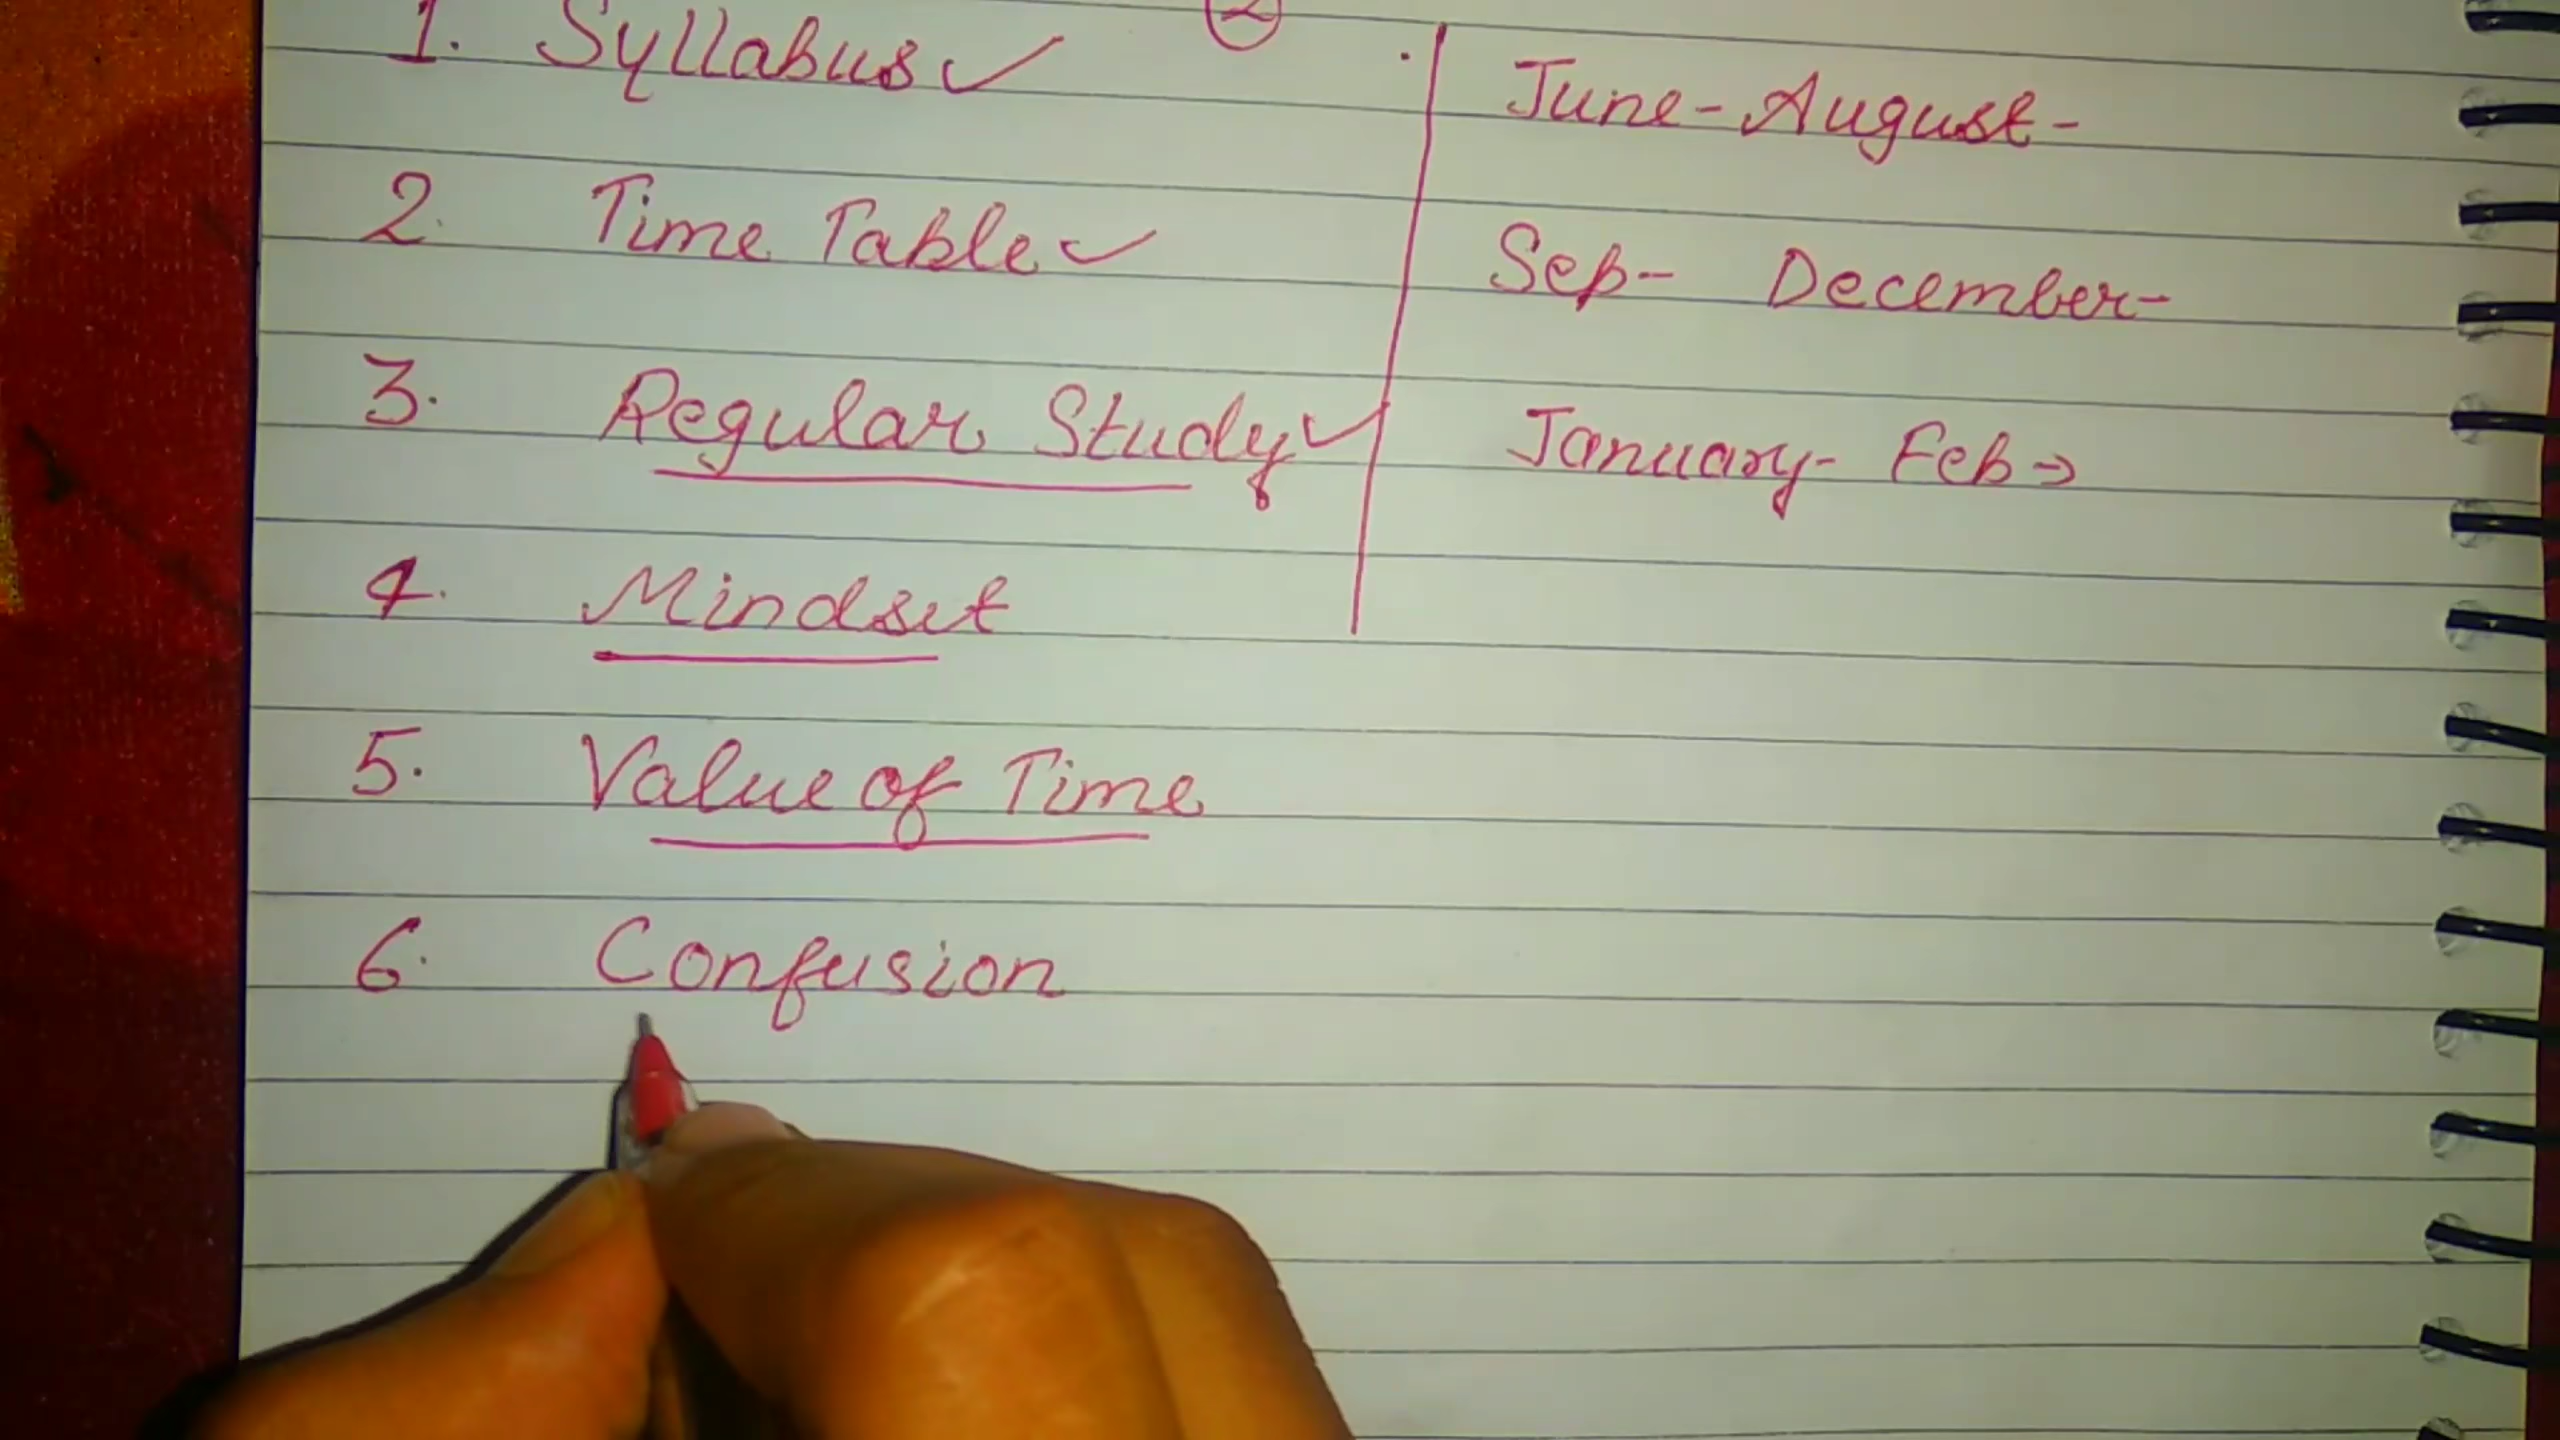 ②
1. Syllabus ✓
2. Time Table ✓
3. Regular Study ✓
4. Mindset
5. Value of Time
6. Confusion
June - August -
Sep - December -
January - Feb →